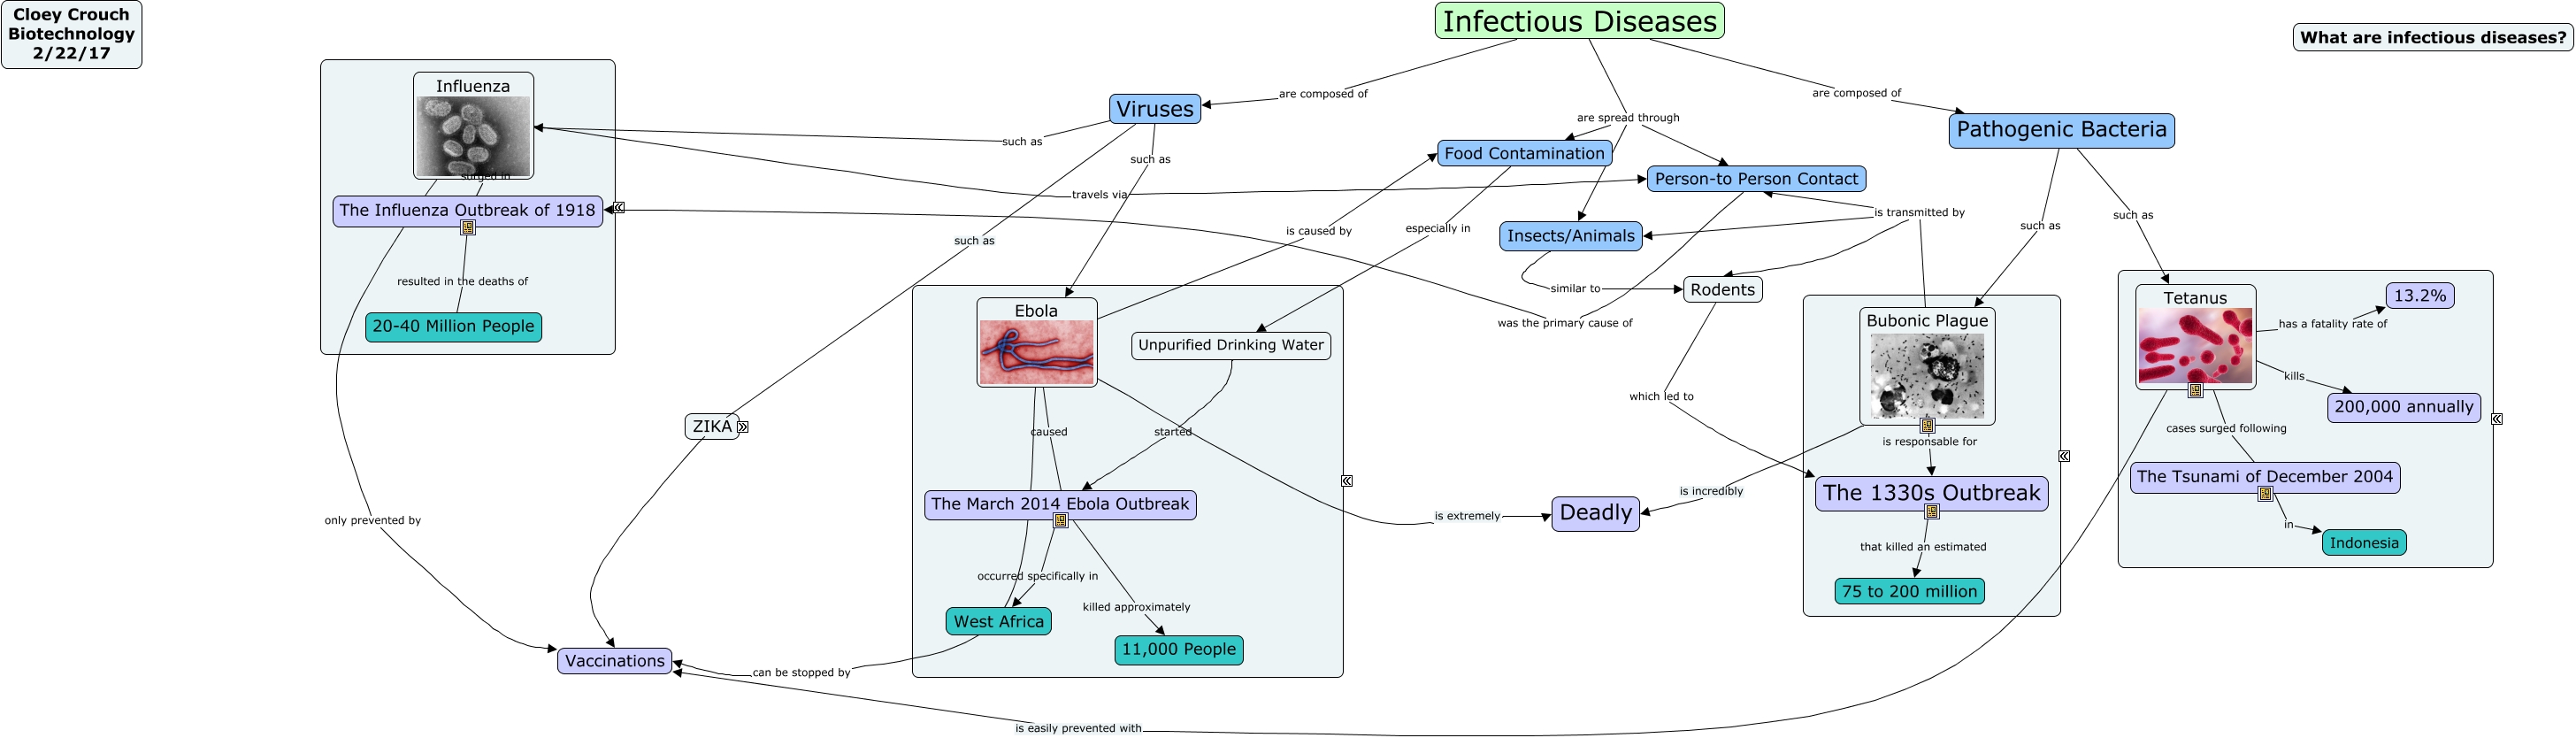 Cloey Crouch
Biotechnology
2/22/17
Infectious Diseases
What are infectious diseases?
are composed of
are composed of
are spread through
Influenza
Viruses
such as
such as
such as
Pathogenic Bacteria
Food Contamination
Person-to Person Contact
surged in
travels via
The Influenza Outbreak of 1918
is transmitted by
such as
such as
is caused by
especially in
Insects/Animals
resulted in the deaths of
20-40 Million People
similar to
Rodents
was the primary cause of
Ebola
Unpurified Drinking Water
Bubonic Plague
Tetanus
13.2%
has a fatality rate of
kills
200,000 annually
which led to
ZIKA
caused
started
is responsable for
cases surged following
The Tsunami of December 2004
The March 2014 Ebola Outbreak
is extremely
Deadly
is incredibly
The 1330s Outbreak
only prevented by
in
Indonesia
that killed an estimated
75 to 200 million
occurred specifically in
West Africa
killed approximately
11,000 People
Vaccinations
can be stopped by
is easily prevented with